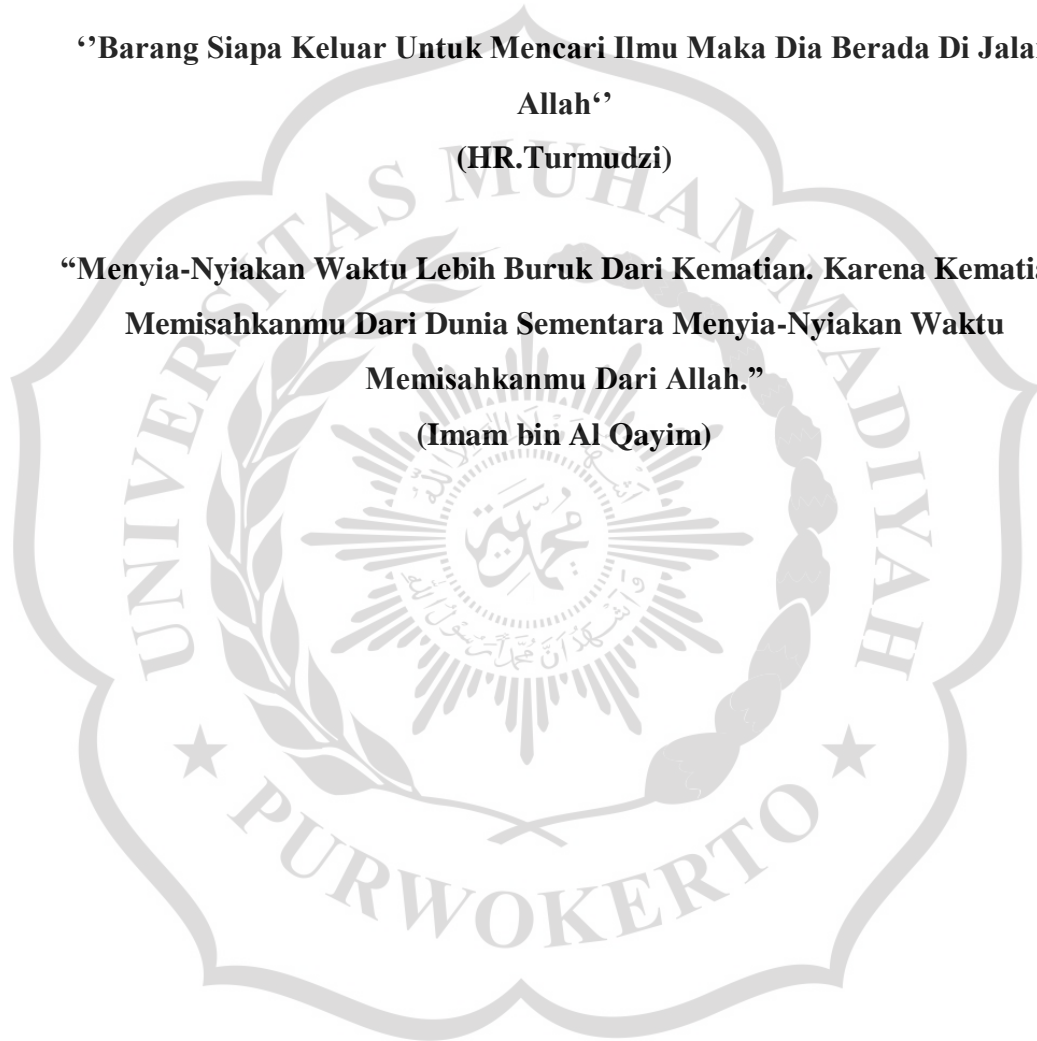 ‘’Barang Siapa Keluar Untuk Mencari Ilmu Maka Dia Berada Di Jalan
Allah‘’
(HR.Turmudzi)
“Menyia-Nyiakan Waktu Lebih Buruk Dari Kematian. Karena Kematia
Memisahkanmu Dari Dunia Sementara Menyia-Nyiakan Waktu
Memisahkanmu Dari Allah.”
(Imam bin Al Qayim)
UNIVERSITAS MUHAMMADIYAH
PURWOKERTO